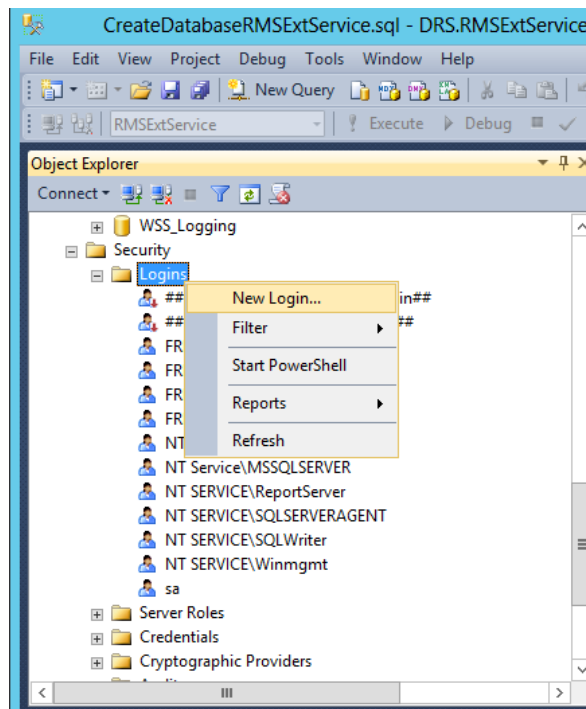 CreateDatabaseRMSExtService.sql - DRS.RMSExtService
File Edit View Project Debug Tools Window Help
New Query
RMSExtService Execute Debug
Object Explorer
Connect
WSS_Logging
Security
Logins
## New Login... in##
## Filter ##
FR
FR Start PowerShell
FR Reports
FR
NT Refresh
NT Service\MSSQLSERVER
NT SERVICE\ReportServer
NT SERVICE\SQLSERVERAGENT
NT SERVICE\SQLWriter
NT SERVICE\Winmgmt
sa
Server Roles
Credentials
Cryptographic Providers